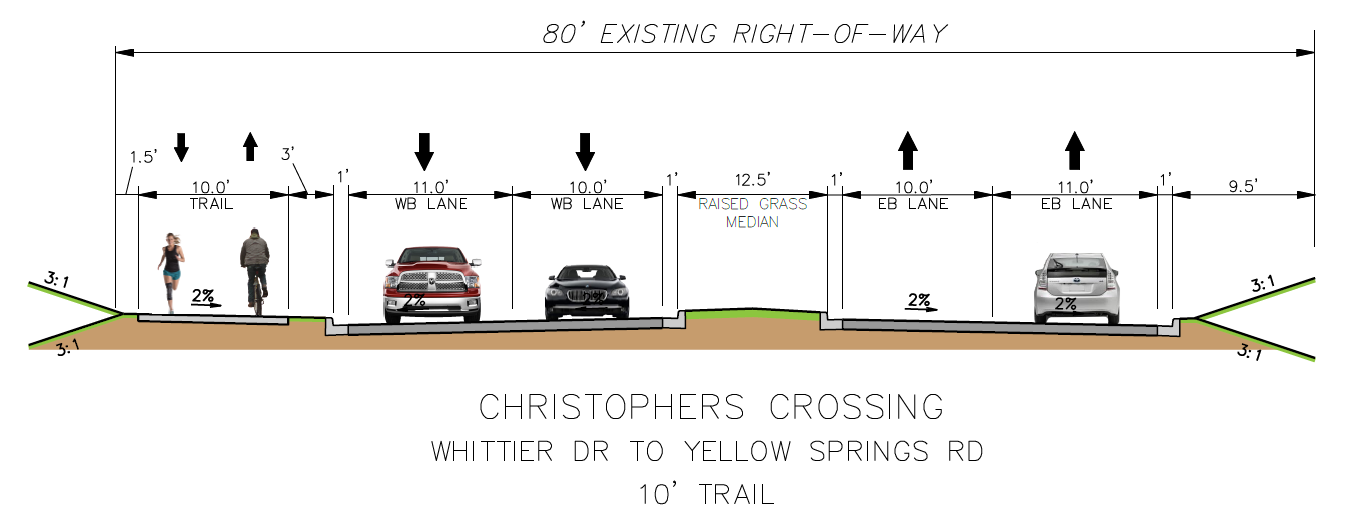 80' EXISTING RIGHT-OF-WAY
1.5'
3'
1'
1'
1'
1'
10.0'
TRAIL
11.0'
WB LANE
10.0'
WB LANE
12.5'
RAISED GRASS
MEDIAN
10.0'
EB LANE
11.0'
EB LANE
9.5'
3:1
3:1
2%
2%
2%
2%
2%
3:1
3:1
CHRISTOPHERS CROSSING
WHITTIER DR TO YELLOW SPRINGS RD
10' TRAIL